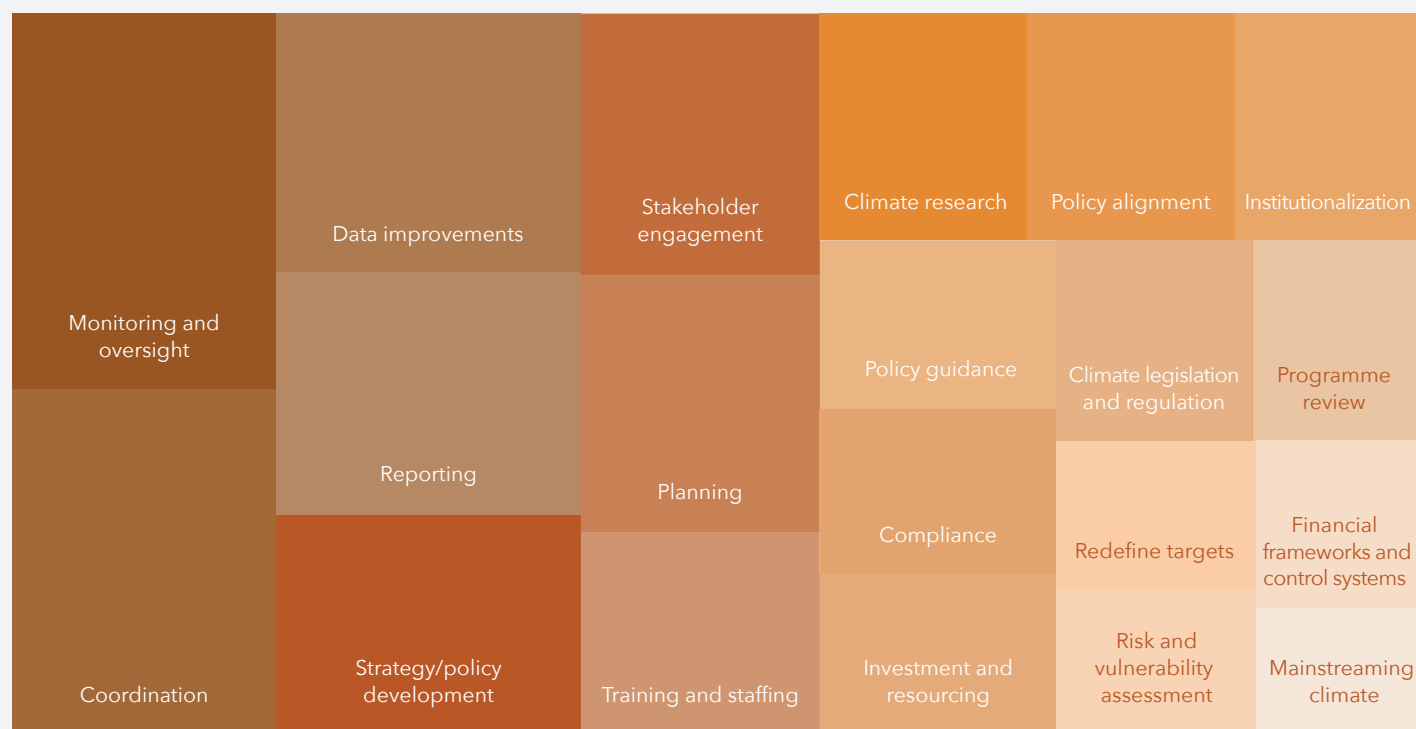 Monitoring and
oversight
Coordination
Data improvements
Reporting
Strategy/policy
development
Stakeholder
engagement
Planning
Training and staffing
Climate research
Policy alignment
Institutionalization
Policy guidance
Compliance
Investment and
resourcing
Climate legislation
and regulation
Redefine targets
Risk and
vulnerability
assessment
Programme
review
Financial
frameworks and
control systems
Mainstreaming
climate